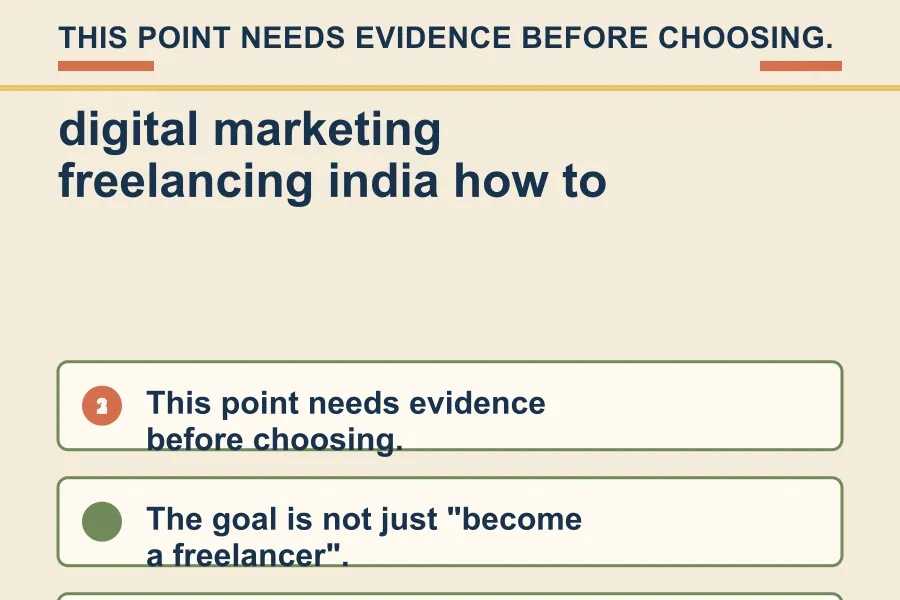 THIS POINT NEEDS EVIDENCE BEFORE CHOOSING.
digital marketing
freelancing india how to
This point needs evidence
before choosing.
The goal is not just "become
a freelancer".